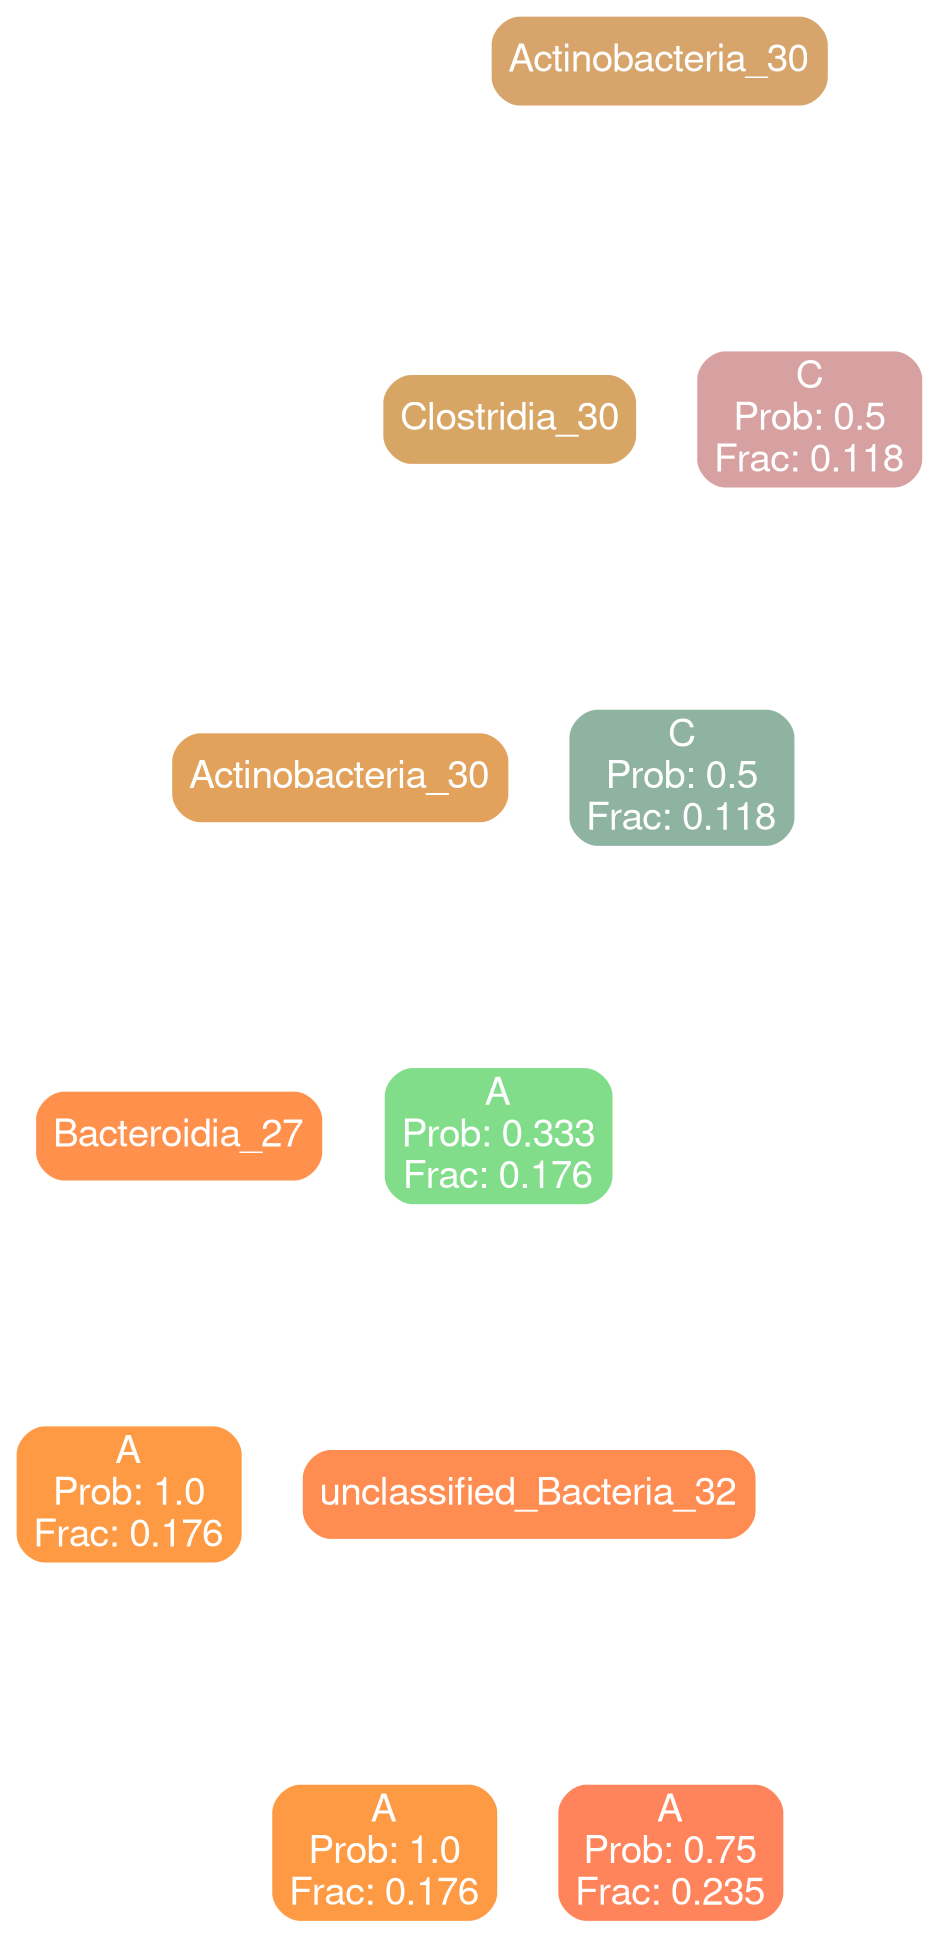 Actinobacteria_30
Clostridia_30
C
Prob: 0.5
Frac: 0.118
Actinobacteria_30
C
Prob: 0.5
Frac: 0.118
Bacteroidia_27
A
Prob: 0.333
Frac: 0.176
A
Prob: 1.0
Frac: 0.176
unclassified_Bacteria_32
A
Prob: 1.0
Frac: 0.176
A
Prob: 0.75
Frac: 0.235